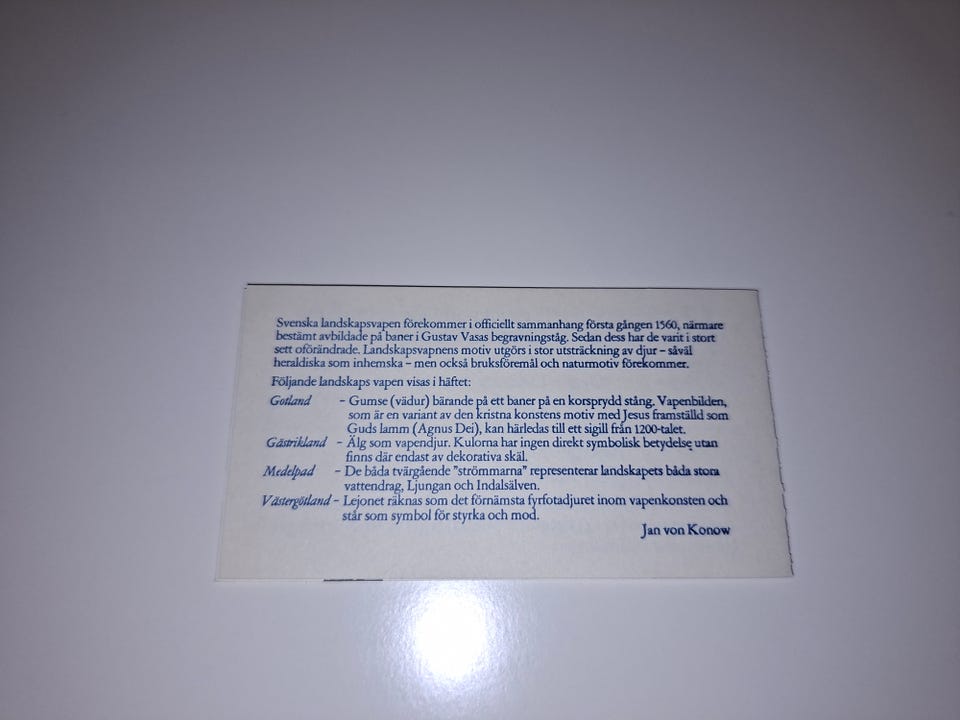 Svenska landskapsvapen förekommer i officiellt sammanhang första gången 1560, närmare
bestämt avbildade på baner i Gustav Vasas begravningståg. Sedan dess har de varit i stort
sett oförändrade. Landskapsvapnens motiv utgörs i stor utsträckning av djur – såväl
heraldiska som inhemska – men också bruksföremål och naturmotiv förekommer.
Följande landskaps vapen visas i häftet:
Gotland – Gumse (vädur) bärande på ett baner på en korsprydd stång. Vapenbilden,
som är en variant av den kristna konstens motiv med Jesus framställd som
Guds lamm (Agnus Dei), kan härledas till ett sigill från 1200-talet.
Gästrikland – Älg som vapendjur. Kulorna har ingen direkt symbolisk betydelse utan
finns där endast av dekorativa skäl.
Medelpad – De båda tvärgående "strömmarna" representerar landskapets båda stora
vattendrag, Ljungan och Indalsälven.
Västergötland – Lejonet räknas som det förnämsta fyrfotadjuret inom vapenkonsten och
står som symbol för styrka och mod.
Jan von Konow